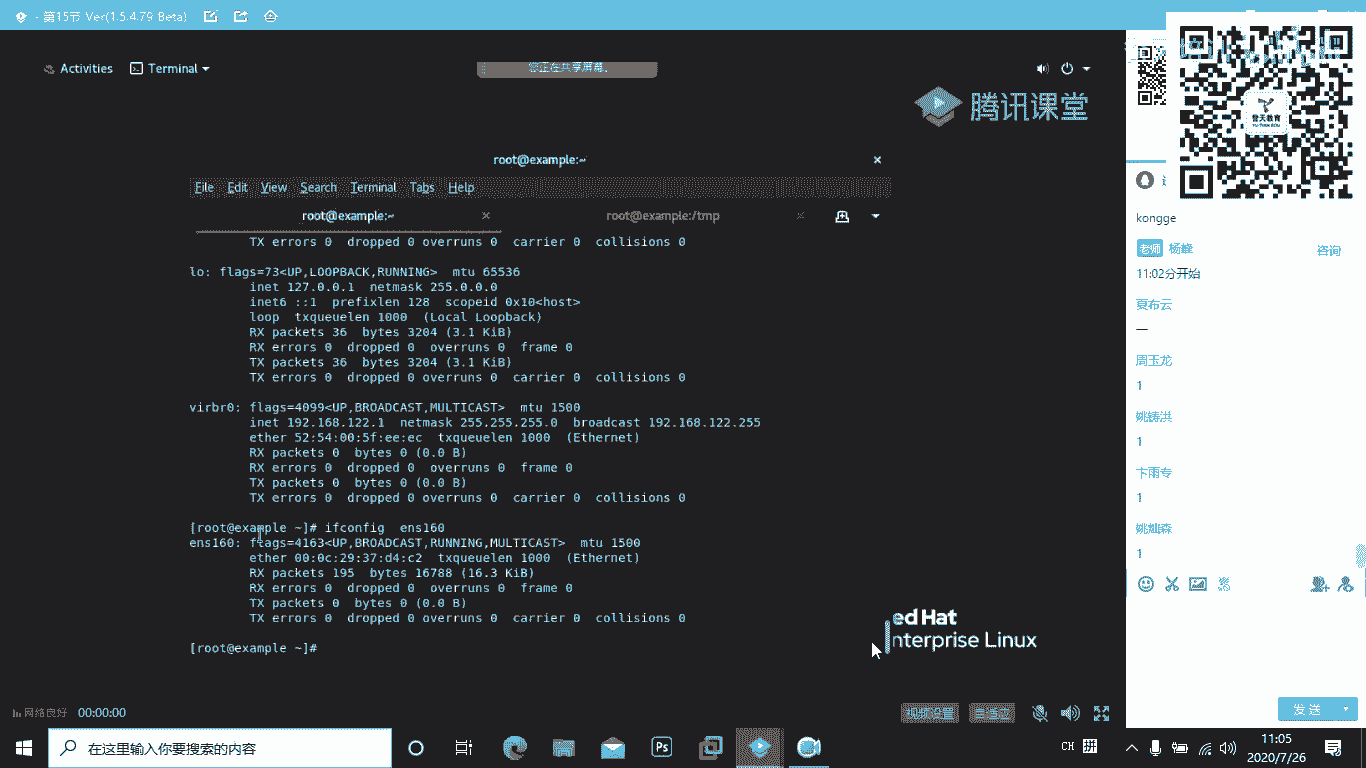 - 第15节 Ver(1.5.4.79 Beta)
Activities
Terminal
您正在共享屏幕。
腾讯课堂
root@example:~
File Edit View Search Terminal Tabs Help
root@example:~
root@example:/tmp
TX errors 0 dropped 0 overruns 0 carrier 0 collisions 0
lo: flags=73<UP,LOOPBACK,RUNNING> mtu 65536
inet 127.0.0.1 netmask 255.0.0.0
inet6 ::1 prefixlen 128 scopeid 0x10<host>
loop txqueuelen 1000 (Local Loopback)
RX packets 36 bytes 3204 (3.1 KiB)
RX errors 0 dropped 0 overruns 0 frame 0
TX packets 36 bytes 3204 (3.1 KiB)
TX errors 0 dropped 0 overruns 0 carrier 0 collisions 0
virbr0: flags=4099<UP,BROADCAST,MULTICAST> mtu 1500
inet 192.168.122.1 netmask 255.255.255.0 broadcast 192.168.122.255
ether 52:54:00:5f:ee:ec txqueuelen 1000 (Ethernet)
RX packets 0 bytes 0 (0.0 B)
RX errors 0 dropped 0 overruns 0 frame 0
TX packets 0 bytes 0 (0.0 B)
TX errors 0 dropped 0 overruns 0 carrier 0 collisions 0
[root@example ~]# ifconfig ens160
ens160: flags=4163<UP,BROADCAST,RUNNING,MULTICAST> mtu 1500
ether 00:0c:29:37:d4:c2 txqueuelen 1000 (Ethernet)
RX packets 195 bytes 16788 (16.3 KiB)
RX errors 0 dropped 0 overruns 0 frame 0
TX packets 0 bytes 0 (0.0 B)
TX errors 0 dropped 0 overruns 0 carrier 0 collisions 0
[root@example ~]#
ed Hat
nterprise Linux
网络良好 00:00:00
视频设置
誉天教育
kongge
老师 杨峰
咨询
11:02分开始
夏布云
一
周玉龙
1
姚铸洪
1
卞雨专
1
姚灿森
1
发送
在这里输入你要搜索的内容
Ps
CH
11:05
2020/7/26